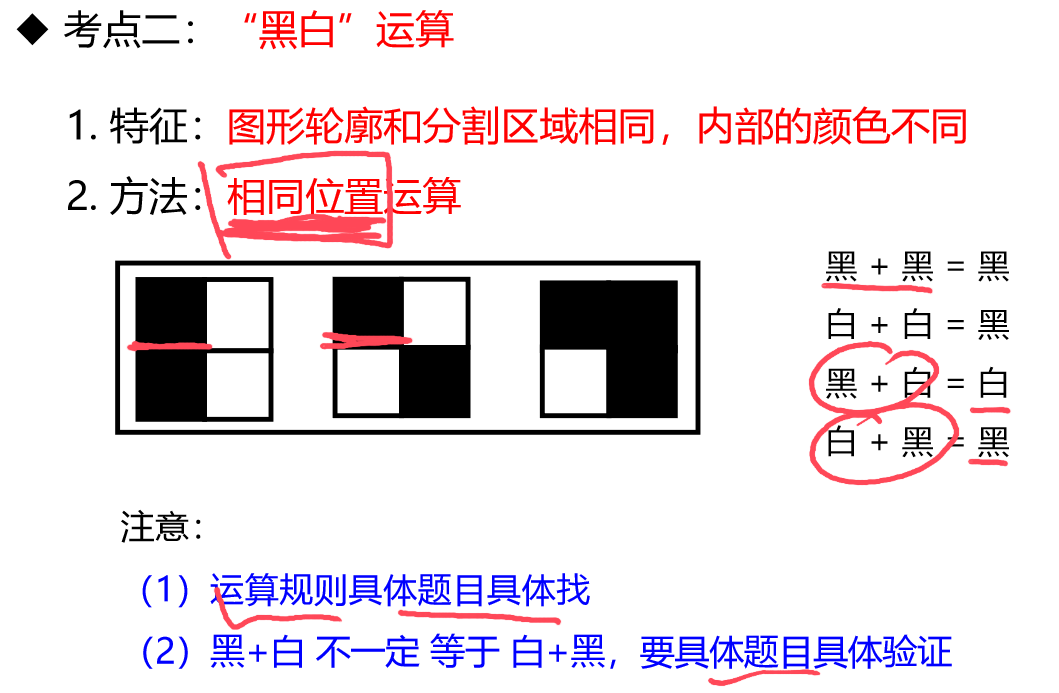 ◆ 考点二：“黑白”运算
1. 特征：图形轮廓和分割区域相同，内部的颜色不同
2. 方法：相同位置运算
黑 + 黑 = 黑
白 + 白 = 黑
黑 + 白 = 白
白 + 黑 = 黑
注意：
（1）运算规则具体题目具体找
（2）黑+白 不一定 等于 白+黑，要具体题目具体验证